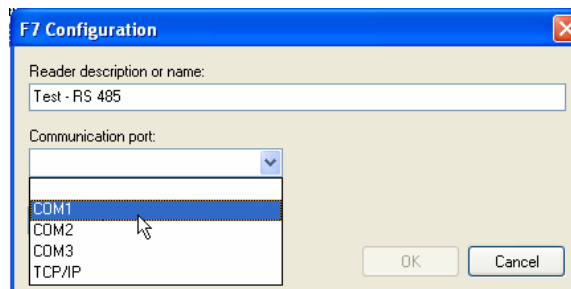 F7 Configuration
Reader description or name:
Test - RS 485
Communication port:
COM1
COM2
COM3
TCP/IP
OK Cancel